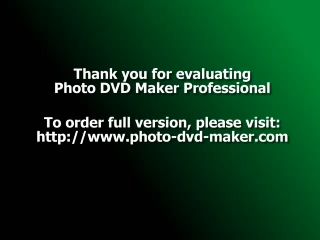 Thank you for evaluating
Photo DVD Maker Professional
To order full version, please visit:
http://www.photo-dvd-maker.com